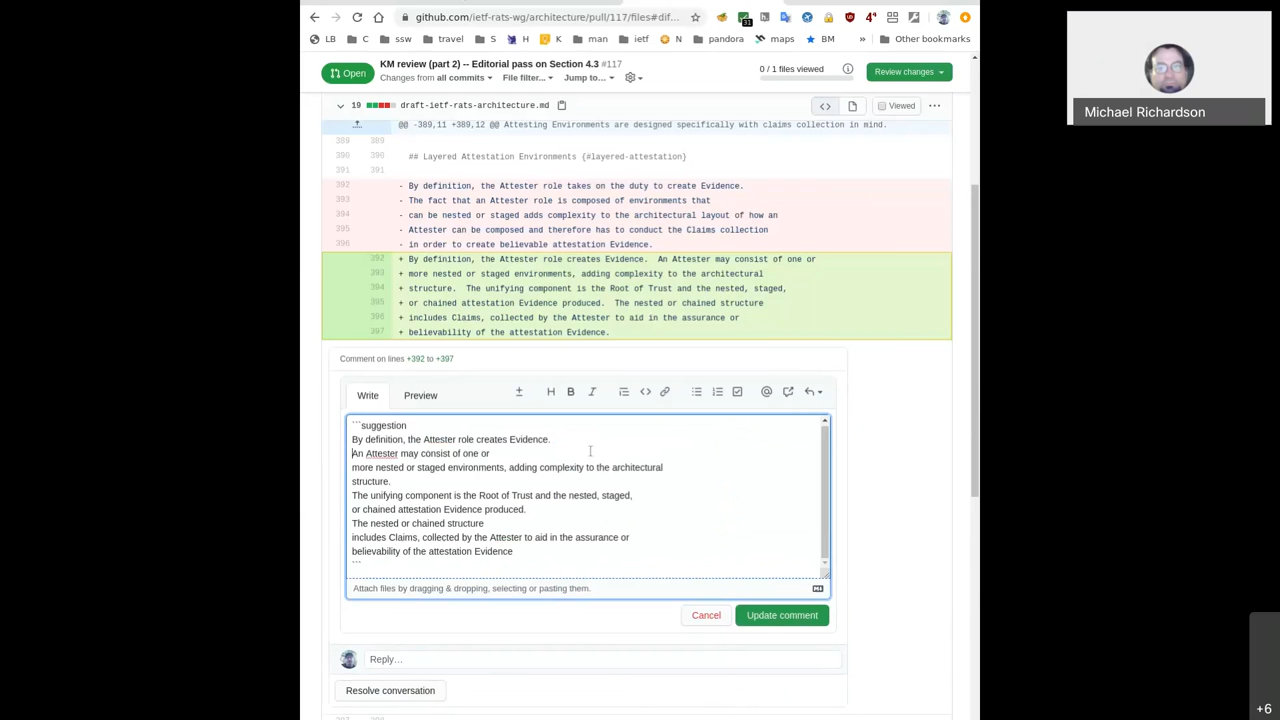 github.com/ietf-rats-wg/architecture/pull/117/files#dif...
31
4°
LB
C
ssw
travel
S
H
K
man
ietf
N
pandora
maps
BM
»
Other bookmarks
Open
KM review (part 2) -- Editorial pass on Section 4.3 #117
Changes from all commits
File filter...
Jump to...
0 / 1 files viewed
Review changes
19
draft-ietf-rats-architecture.md
Viewed
@@ -389,11 +389,12 @@ Attesting Environments are designed specifically with claims collection in mind.
389 389
390 390 ## Layered Attestation Environments {#layered-attestation}
391 391
392 - By definition, the Attester role takes on the duty to create Evidence.
393 - The fact that an Attester role is composed of environments that
394 - can be nested or staged adds complexity to the architectural layout of how an
395 - Attester can be composed and therefore has to conduct the Claims collection
396 - in order to create believable attestation Evidence.
392 + By definition, the Attester role creates Evidence.  An Attester may consist of one or
393 + more nested or staged environments, adding complexity to the architectural
394 + structure.  The unifying component is the Root of Trust and the nested, staged,
395 + or chained attestation Evidence produced.  The nested or chained structure
396 + includes Claims, collected by the Attester to aid in the assurance or
397 + believability of the attestation Evidence.
Comment on lines +392 to +397
Write
Preview
```suggestion
By definition, the Attester role creates Evidence.
An Attester may consist of one or
more nested or staged environments, adding complexity to the architectural
structure.
The unifying component is the Root of Trust and the nested, staged,
or chained attestation Evidence produced.
The nested or chained structure
includes Claims, collected by the Attester to aid in the assurance or
believability of the attestation Evidence
```
Attach files by dragging & dropping, selecting or pasting them.
Cancel
Update comment
Reply...
Resolve conversation
Michael Richardson
+6